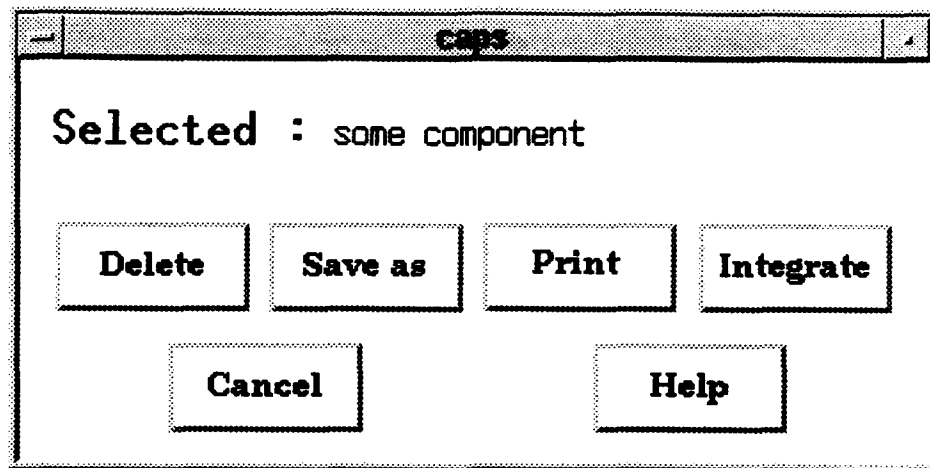 caps
Selected : some component
Delete Save as Print Integrate
Cancel Help